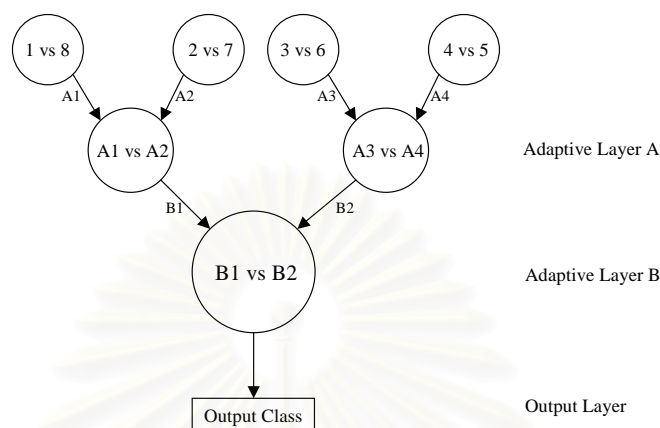 1 vs 8
2 vs 7
3 vs 6
4 vs 5
A1
A2
A3
A4
A1 vs A2
A3 vs A4
Adaptive Layer A
B1
B2
B1 vs B2
Adaptive Layer B
Output Class
Output Layer